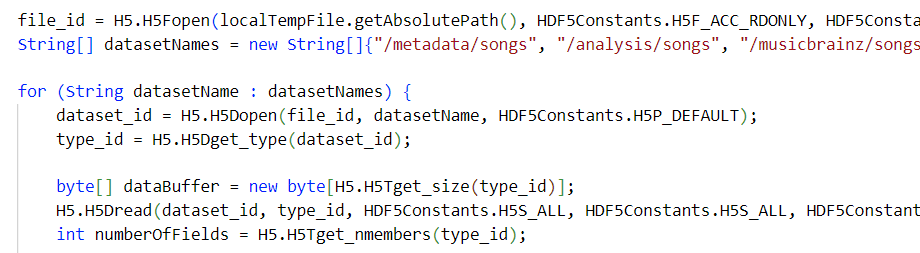 file_id = H5.H5Fopen(localTempFile.getAbsolutePath(), HDF5Constants.H5F_ACC_RDONLY, HDF5Consta
String[] datasetNames = new String[]{"/metadata/songs", "/analysis/songs", "/musicbrainz/songs
for (String datasetName : datasetNames) {
dataset_id = H5.H5Dopen(file_id, datasetName, HDF5Constants.H5P_DEFAULT);
type_id = H5.H5Dget_type(dataset_id);
byte[] dataBuffer = new byte[H5.H5Tget_size(type_id)];
H5.H5Dread(dataset_id, type_id, HDF5Constants.H5S_ALL, HDF5Constants.H5S_ALL, HDF5Constant
int numberOfFields = H5.H5Tget_nmembers(type_id);